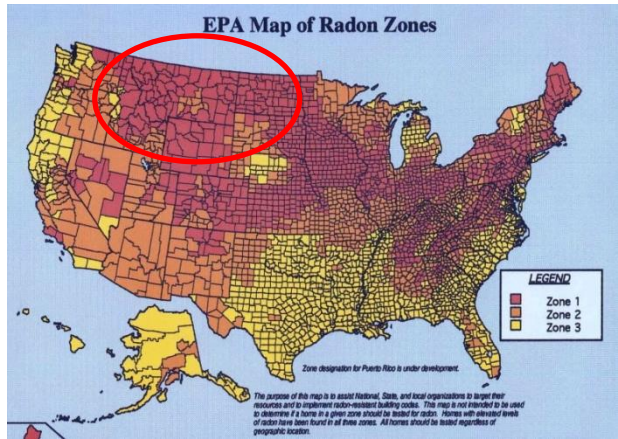 EPA Map of Radon Zones
LEGEND
Zone 1
Zone 2
Zone 3
Zone designation for Puerto Rico is under development.
The purpose of this map is to assist National, State, and local organizations to target their
resources and to implement radon-resistant building codes. This map is not intended to be used
to determine if a home in a given zone should be tested for radon. Homes with elevated levels
of radon have been found in all three zones. All homes should be tested regardless of
geographic location.